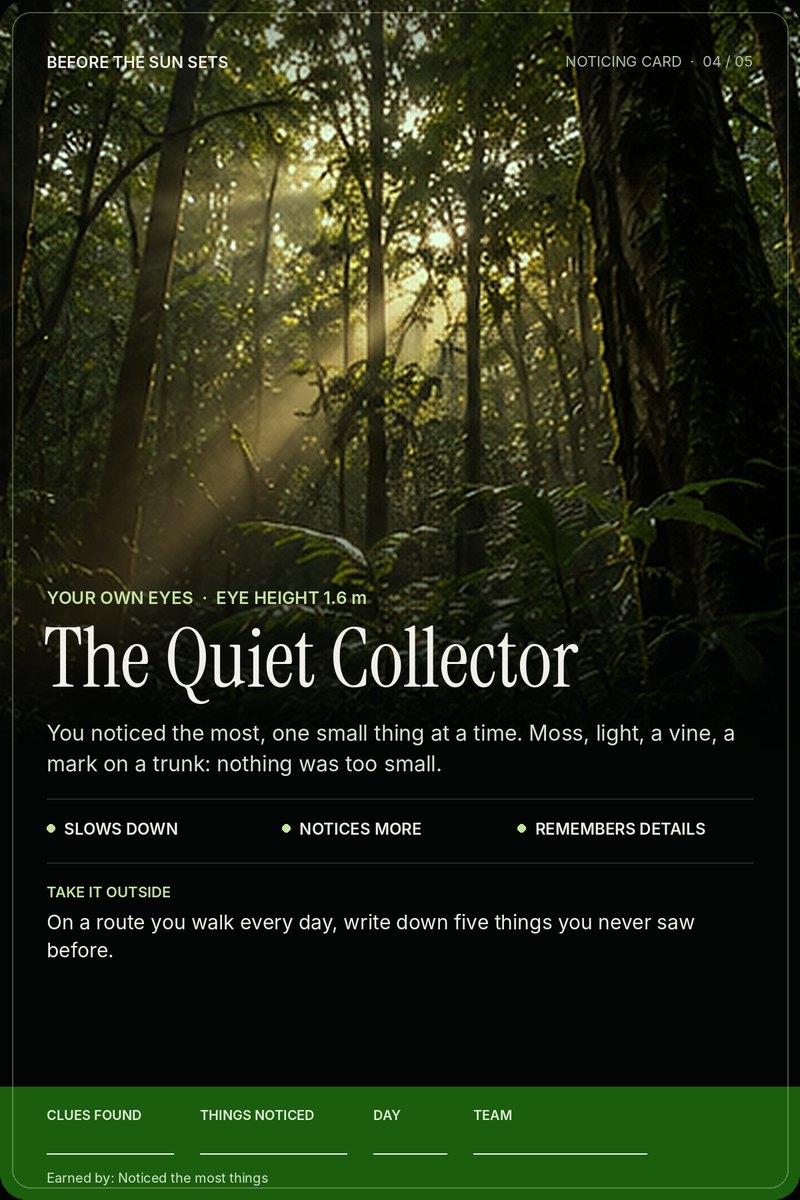 BEFORE THE SUN SETS
NOTICING CARD · 04 / 05
YOUR OWN EYES · EYE HEIGHT 1.6 m
The Quiet Collector
You noticed the most, one small thing at a time. Moss, light, a vine, a
mark on a trunk: nothing was too small.
SLOWS DOWN
NOTICES MORE
REMEMBERS DETAILS
TAKE IT OUTSIDE
On a route you walk every day, write down five things you never saw
before.
CLUES FOUND
THINGS NOTICED
DAY
TEAM
Earned by: Noticed the most things